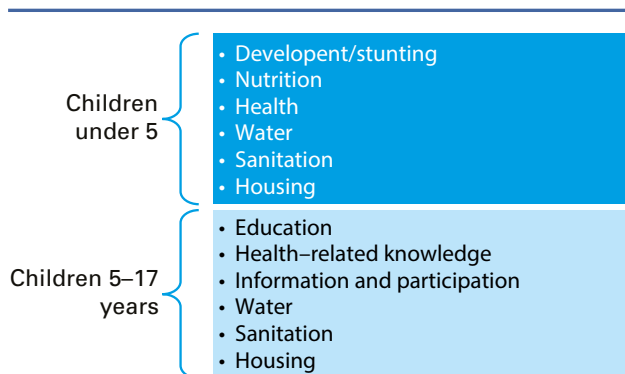 Children
under 5
• Developent/stunting
• Nutrition
• Health
• Water
• Sanitation
• Housing
Children 5–17
years
• Education
• Health–related knowledge
• Information and participation
• Water
• Sanitation
• Housing